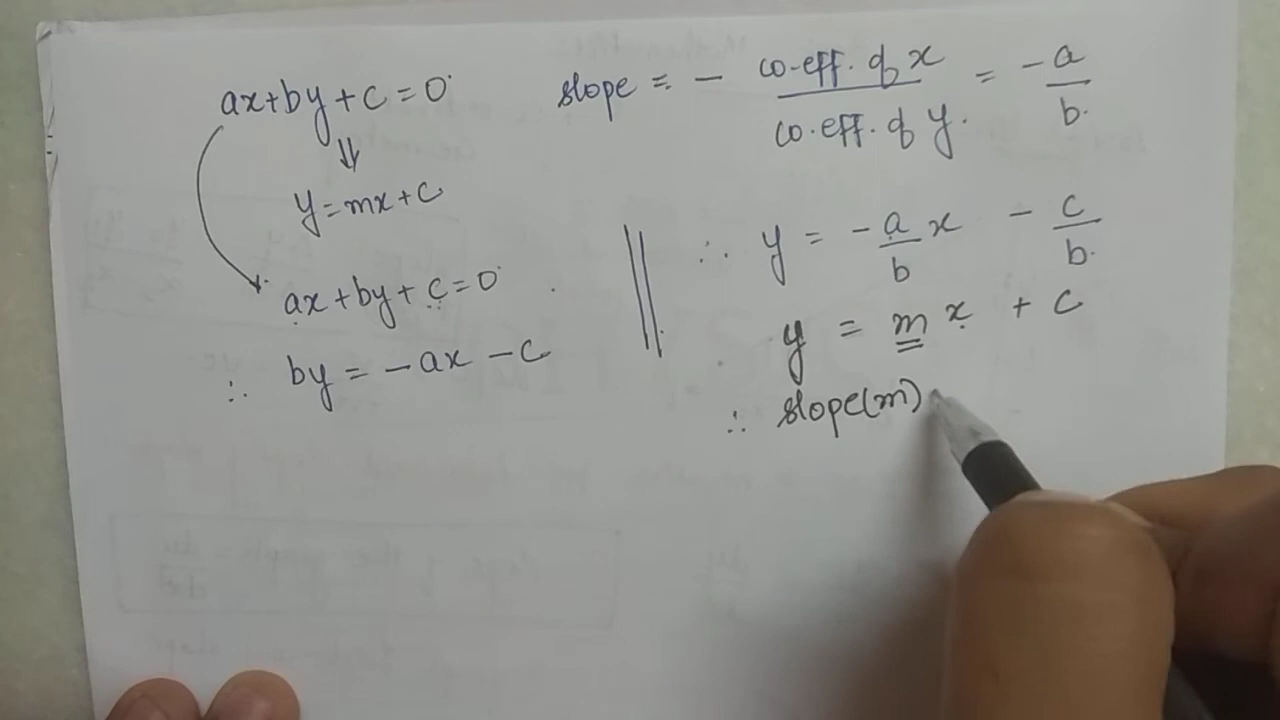 ax+by+c=0
⇓
y=mx+c
ax+by+c=0
∴ by = -ax -c
slope = - co-eff. of x / co.eff. of y. = -a/b.
∴ y = -a/b x - c/b.
y = m x + c
∴ slope(m)